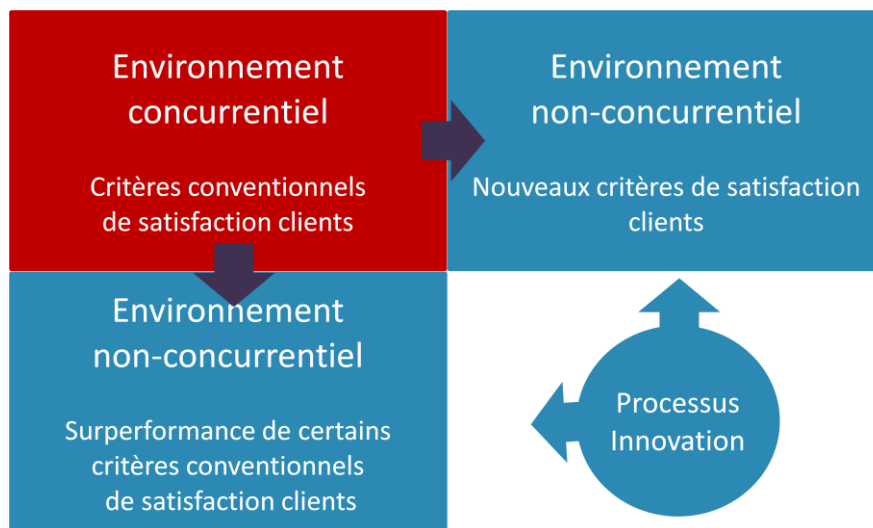 Environnement
concurrentiel
Critères conventionnels
de satisfaction clients
Environnement
non-concurrentiel
Nouveaux critères de satisfaction
clients
Environnement
non-concurrentiel
Surperformance de certains
critères conventionnels
de satisfaction clients
Processus
Innovation